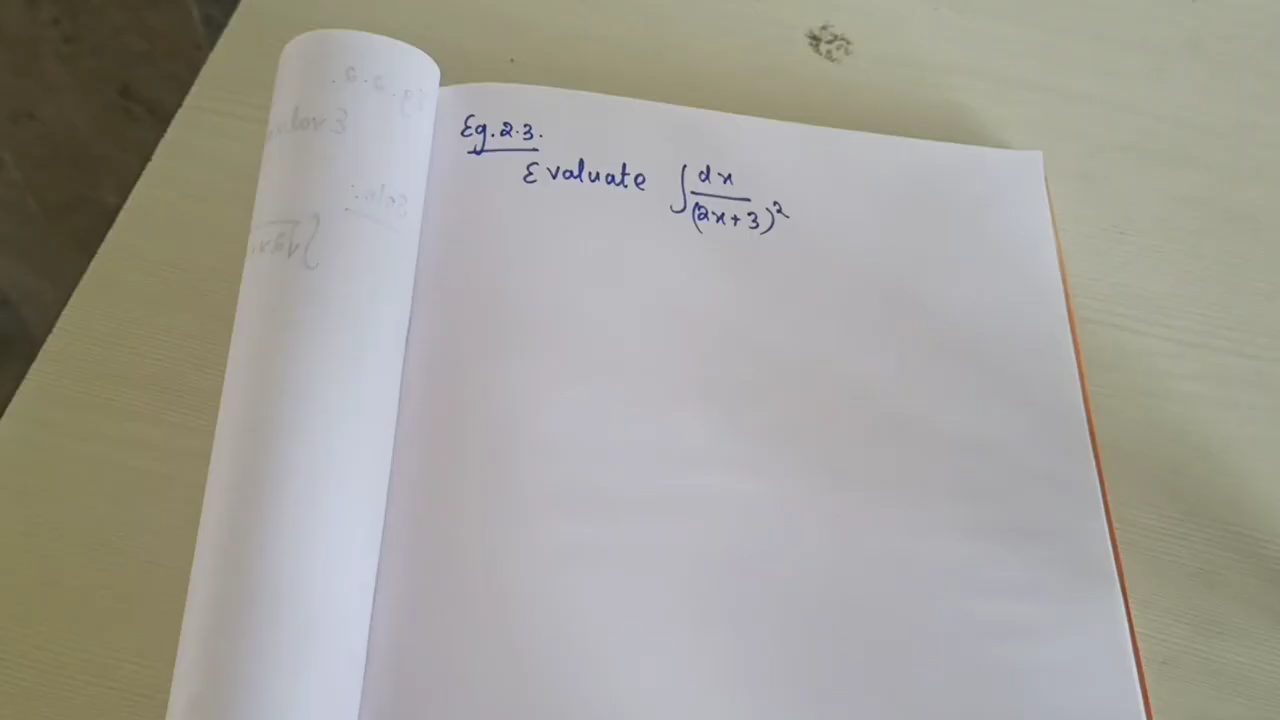 Eg. 2.3.
Evaluate ∫ dx / (2x+3)²